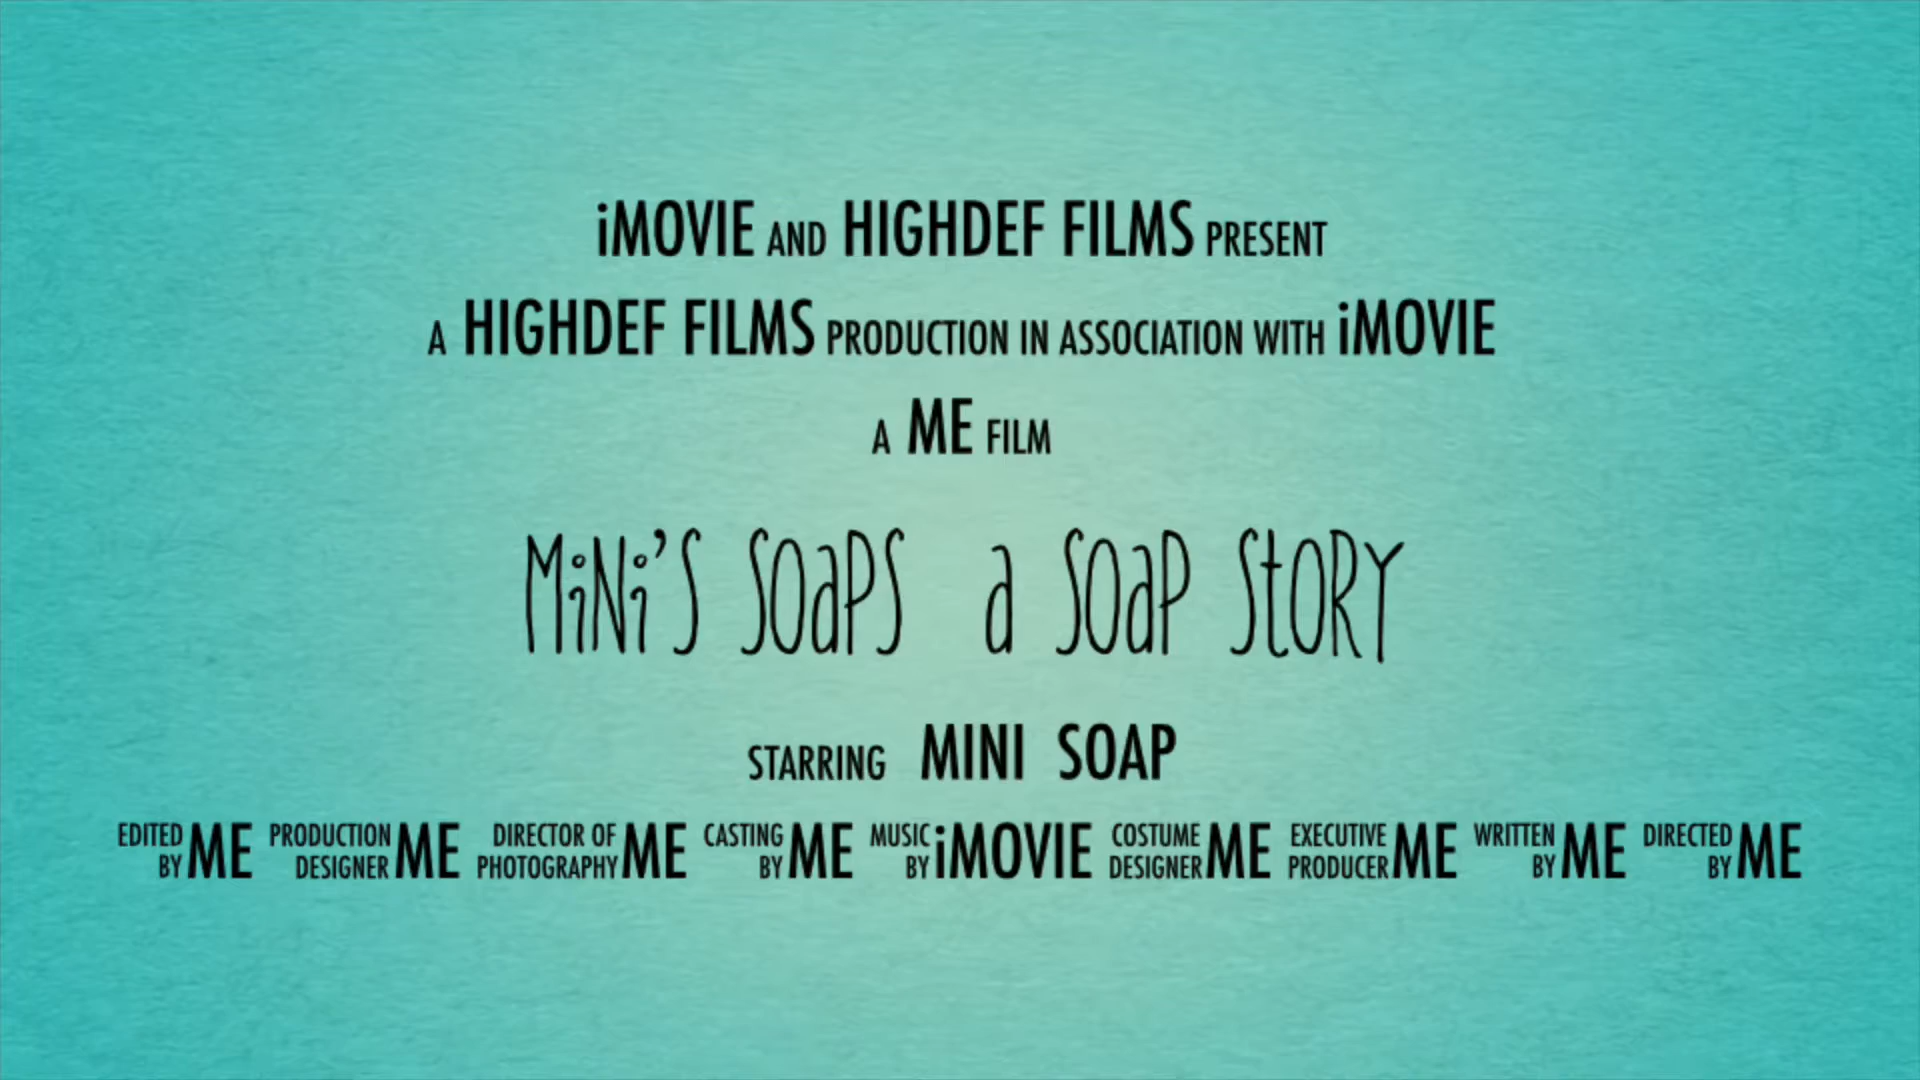 iMOVIE AND HIGHDEF FILMS PRESENT
A HIGHDEF FILMS PRODUCTION IN ASSOCIATION WITH iMOVIE
A ME FILM
MiNi'S SOaPS a SOaP StORY
STARRING MINI SOAP
EDITED BY ME PRODUCTION DESIGNER ME DIRECTOR OF PHOTOGRAPHY ME CASTING BY ME MUSIC BY iMOVIE COSTUME DESIGNER ME EXECUTIVE PRODUCER ME WRITTEN BY ME DIRECTED BY ME